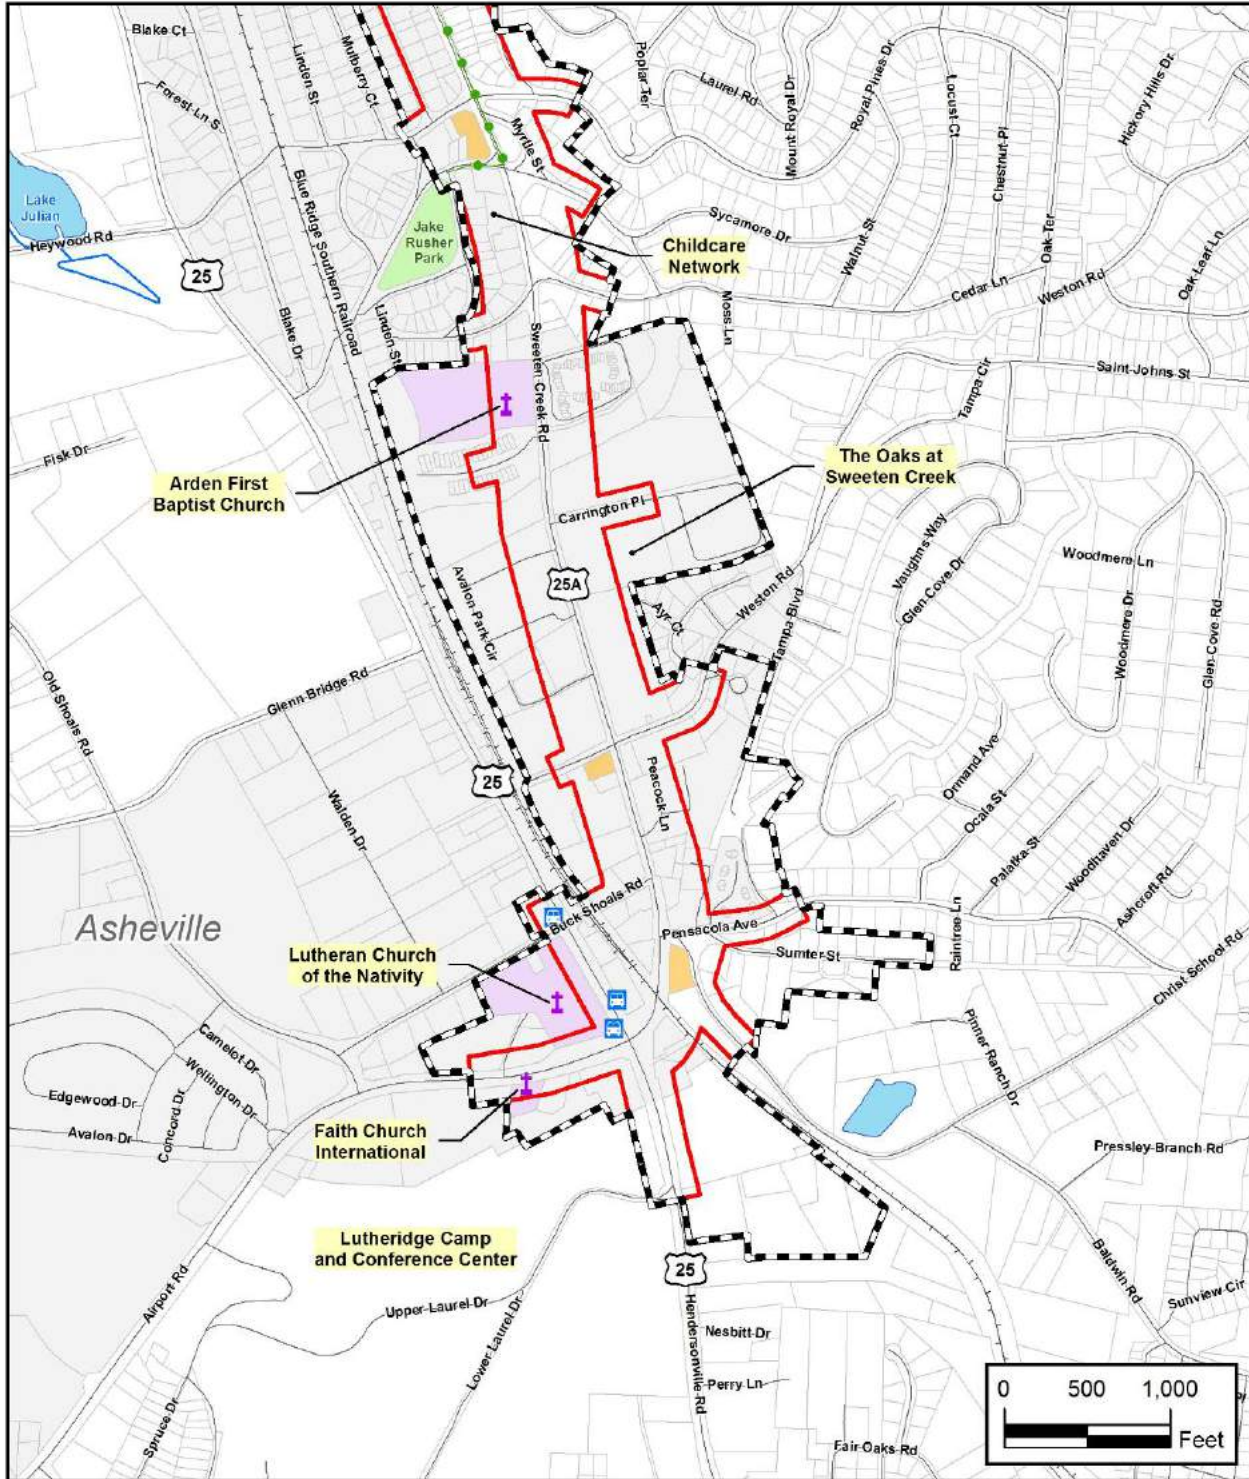 Blake Ct
Linden St
Mulberry Ct
Poplar Ter
Laurel Rd
Mount Royal Dr
Royal Pines Dr
Locust Ct
Chestnut Pl
Hickory Hills Dr
Forest Ln S
Myrtle St
Lake
Julian
Heywood Rd
25
Blue Ridge Southern Railroad
Jake
Rusher
Park
Childcare
Network
Sycamore Dr
Walnut St
Oak Ter
Cedar Ln
Weston Rd
Oak Leaf Ln
Blake Dr
Linden St
Sweeten Creek Rd
Moss Ln
Tampa Cir
Saint Johns St
Fisk Dr
Arden First
Baptist Church
The Oaks at
Sweeten Creek
Carrington Pl
Vaughns Way
Glen Cove Dr
Woodmere Ln
Woodmere Dr
Glen Cove Rd
25A
Avalon Park Cir
Ayr Ct
Weston Rd
Tampa Blvd
Old Shoals Rd
Glenn Bridge Rd
Walden Dr
25
Peacock Ln
Ormand Ave
Ocala St
Palatka St
Woodhaven Dr
Ashcroft Rd
Buck Shoals Rd
Pensacola Ave
Sumter St
Raintree Ln
Christ School Rd
Asheville
Lutheran Church
of the Nativity
Camelot Dr
Wellington Dr
Edgewood Dr
Concord Dr
Avalon Dr
Pinner Ranch Dr
Faith Church
International
Pressley Branch Rd
Lutheridge Camp
and Conference Center
25
Airport Rd
Upper Laurel Dr
Lower Laurel Dr
Hendersonville Rd
Nesbitt Dr
Baldwin Rd
Sunview Cir
Perry Ln
Spruce Dr
Fair Oaks Rd
0 500 1,000
Feet